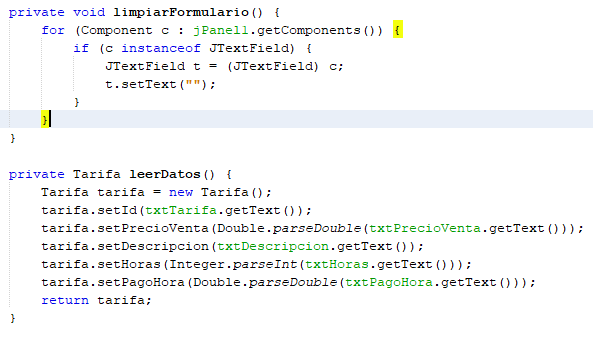 private void limpiarFormulario() {
    for (Component c : jPanel1.getComponents()) {
        if (c instanceof JTextField) {
            JTextField t = (JTextField) c;
            t.setText("");
        }
    }
}

private Tarifa leerDatos() {
    Tarifa tarifa = new Tarifa();
    tarifa.setId(txtTarifa.getText());
    tarifa.setPrecioVenta(Double.parseDouble(txtPrecioVenta.getText()));
    tarifa.setDescripcion(txtDescripcion.getText());
    tarifa.setHoras(Integer.parseInt(txtHoras.getText()));
    tarifa.setPagoHora(Double.parseDouble(txtPagoHora.getText()));
    return tarifa;
}